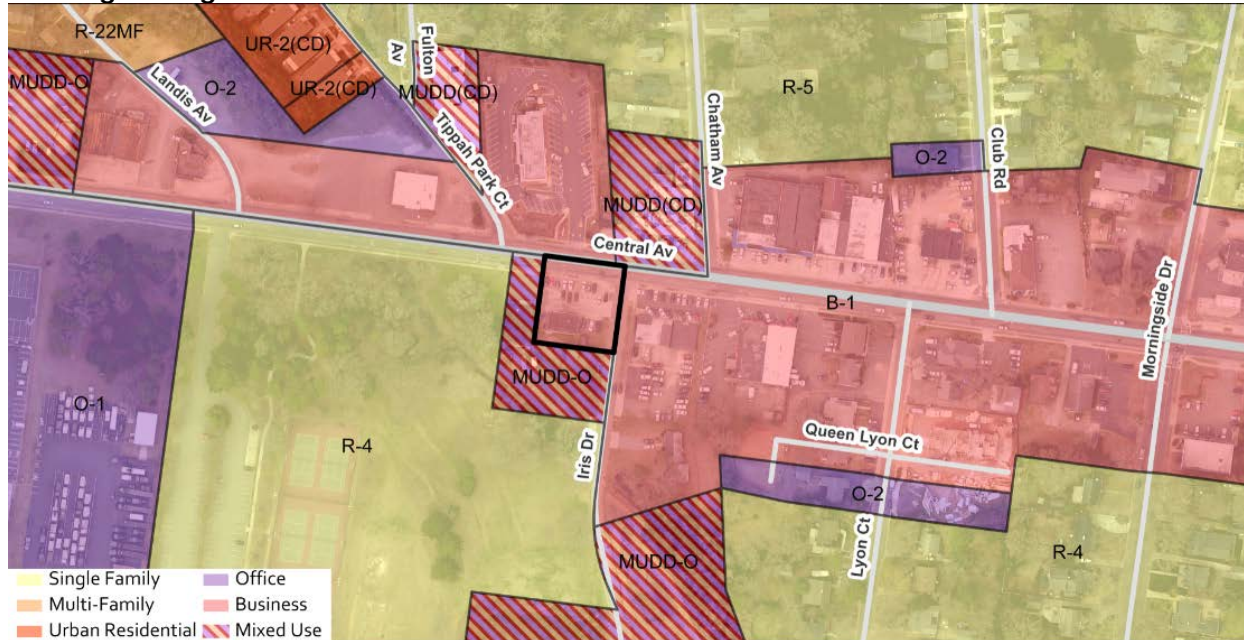 R-22MF
UR-2(CD)
Fulton
Av
MUDD-O
Landis Av
O-2
UR-2(CD)
MUDD(CD)
R-5
Tippah Park Ct
Chatham Av
O-2
Club Rd
MUDD(CD)
Central Av
B-1
Morningside Dr
MUDD-O
O-1
R-4
Iris Dr
Queen Lyon Ct
O-2
Lyon Ct
R-4
MUDD-O
Single Family
Office
Multi-Family
Business
Urban Residential
Mixed Use